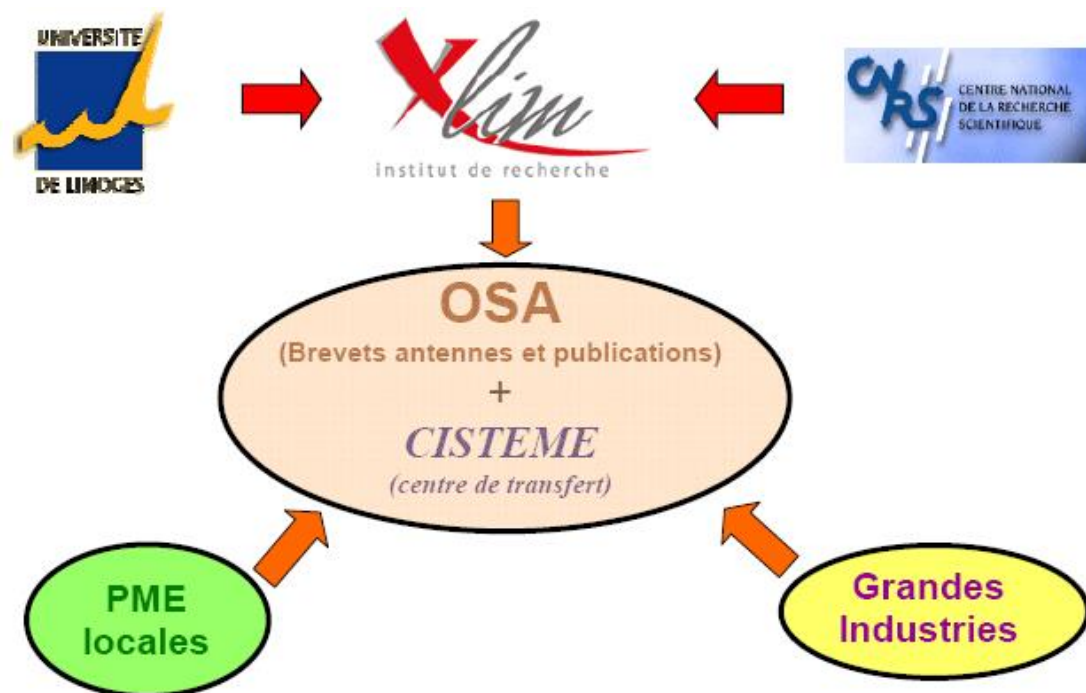 UNIVERSITE
DE LIMOGES
Xlim
institut de recherche
CNRS
CENTRE NATIONAL
DE LA RECHERCHE
SCIENTIFIQUE
OSA
(Brevets antennes et publications)
+
CISTEME
(centre de transfert)
PME
locales
Grandes
Industries